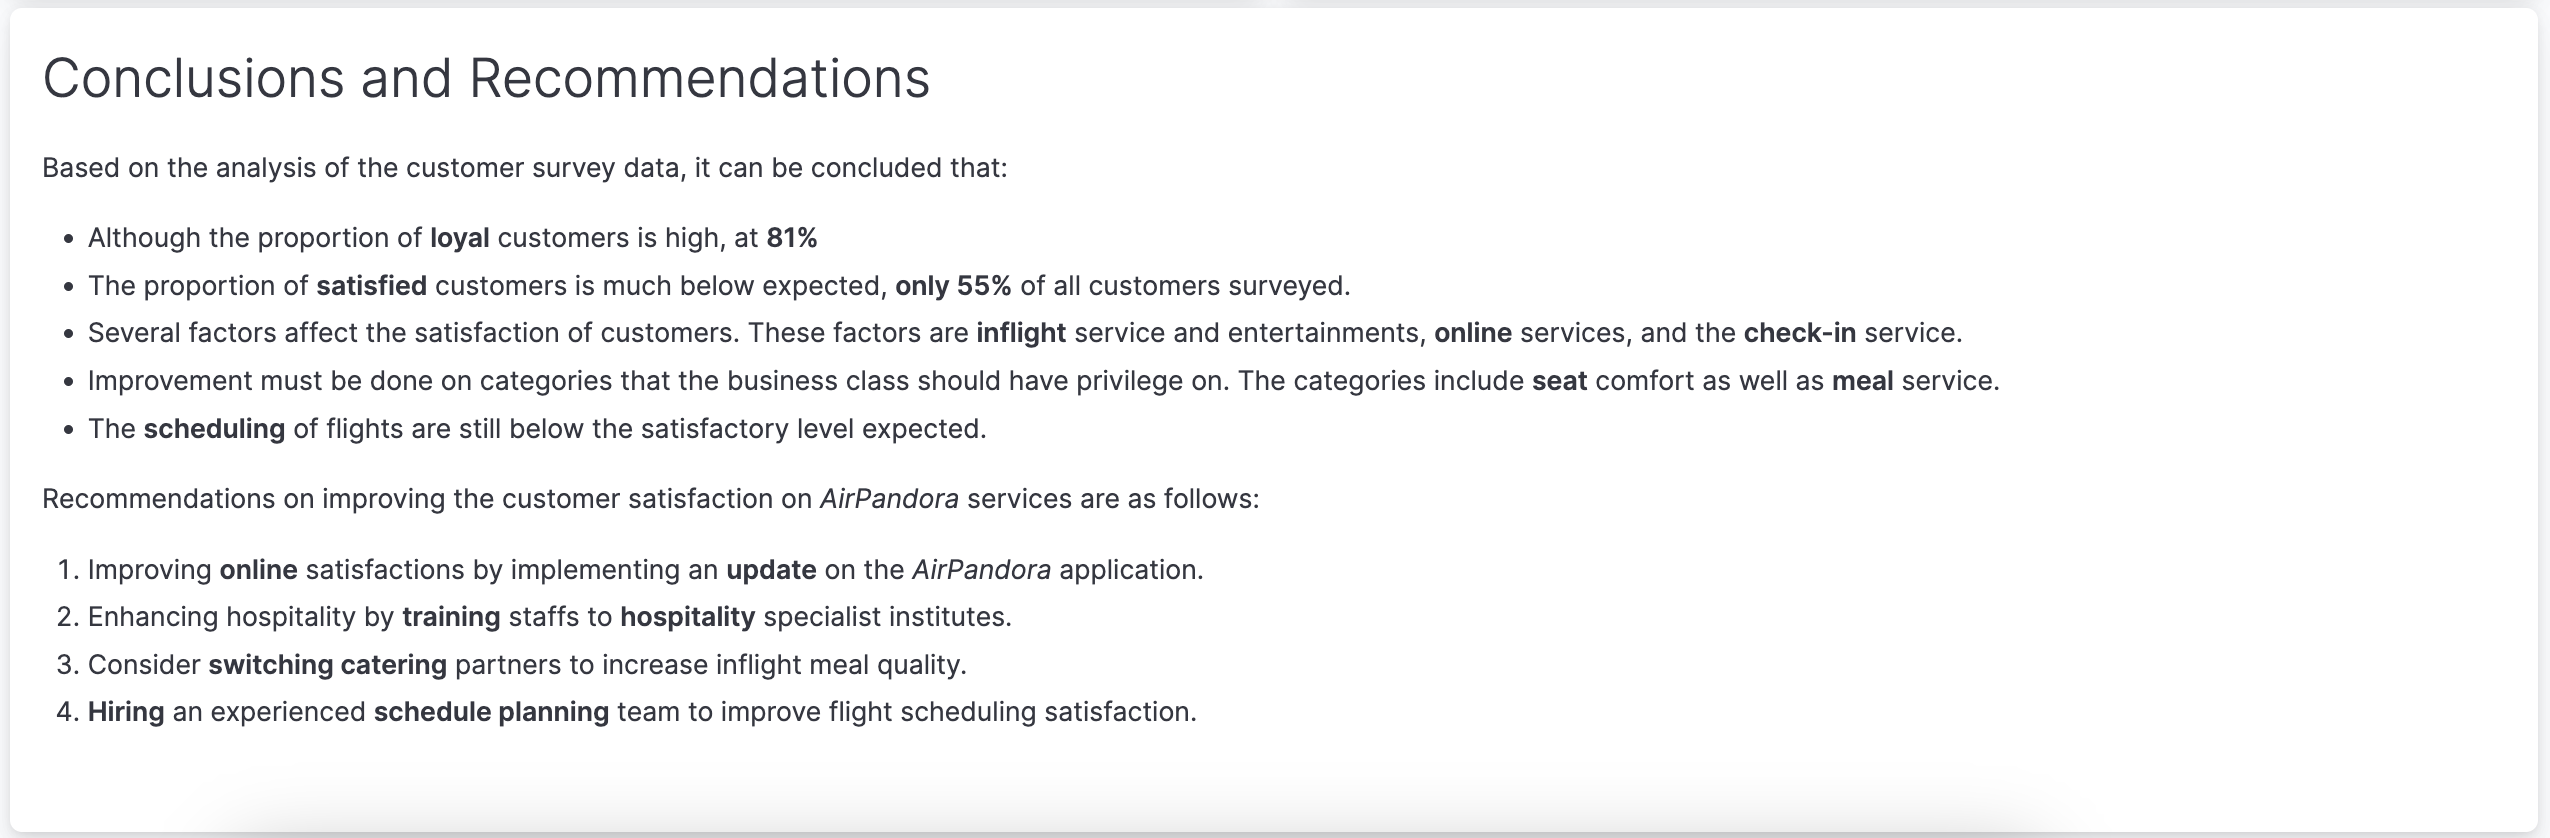 Conclusions and Recommendations
Based on the analysis of the customer survey data, it can be concluded that:
• Although the proportion of loyal customers is high, at 81%
• The proportion of satisfied customers is much below expected, only 55% of all customers surveyed.
• Several factors affect the satisfaction of customers. These factors are inflight service and entertainments, online services, and the check-in service.
• Improvement must be done on categories that the business class should have privilege on. The categories include seat comfort as well as meal service.
• The scheduling of flights are still below the satisfactory level expected.
Recommendations on improving the customer satisfaction on AirPandora services are as follows:
1. Improving online satisfactions by implementing an update on the AirPandora application.
2. Enhancing hospitality by training staffs to hospitality specialist institutes.
3. Consider switching catering partners to increase inflight meal quality.
4. Hiring an experienced schedule planning team to improve flight scheduling satisfaction.